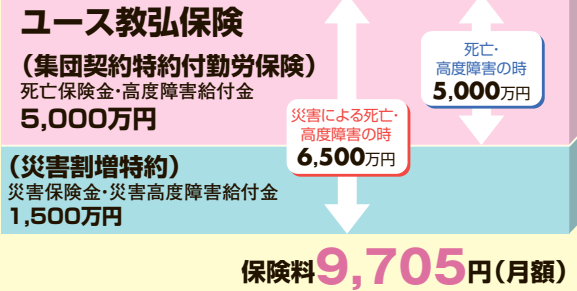 ユース教弘保険
(集団契約特約付勤労保険)
死亡保険金・高度障害給付金
5,000万円
死亡・
高度障害の時
5,000万円
災害による死亡・
高度障害の時
6,500万円
(災害割増特約)
災害保険金・災害高度障害給付金
1,500万円
保険料9,705円(月額)